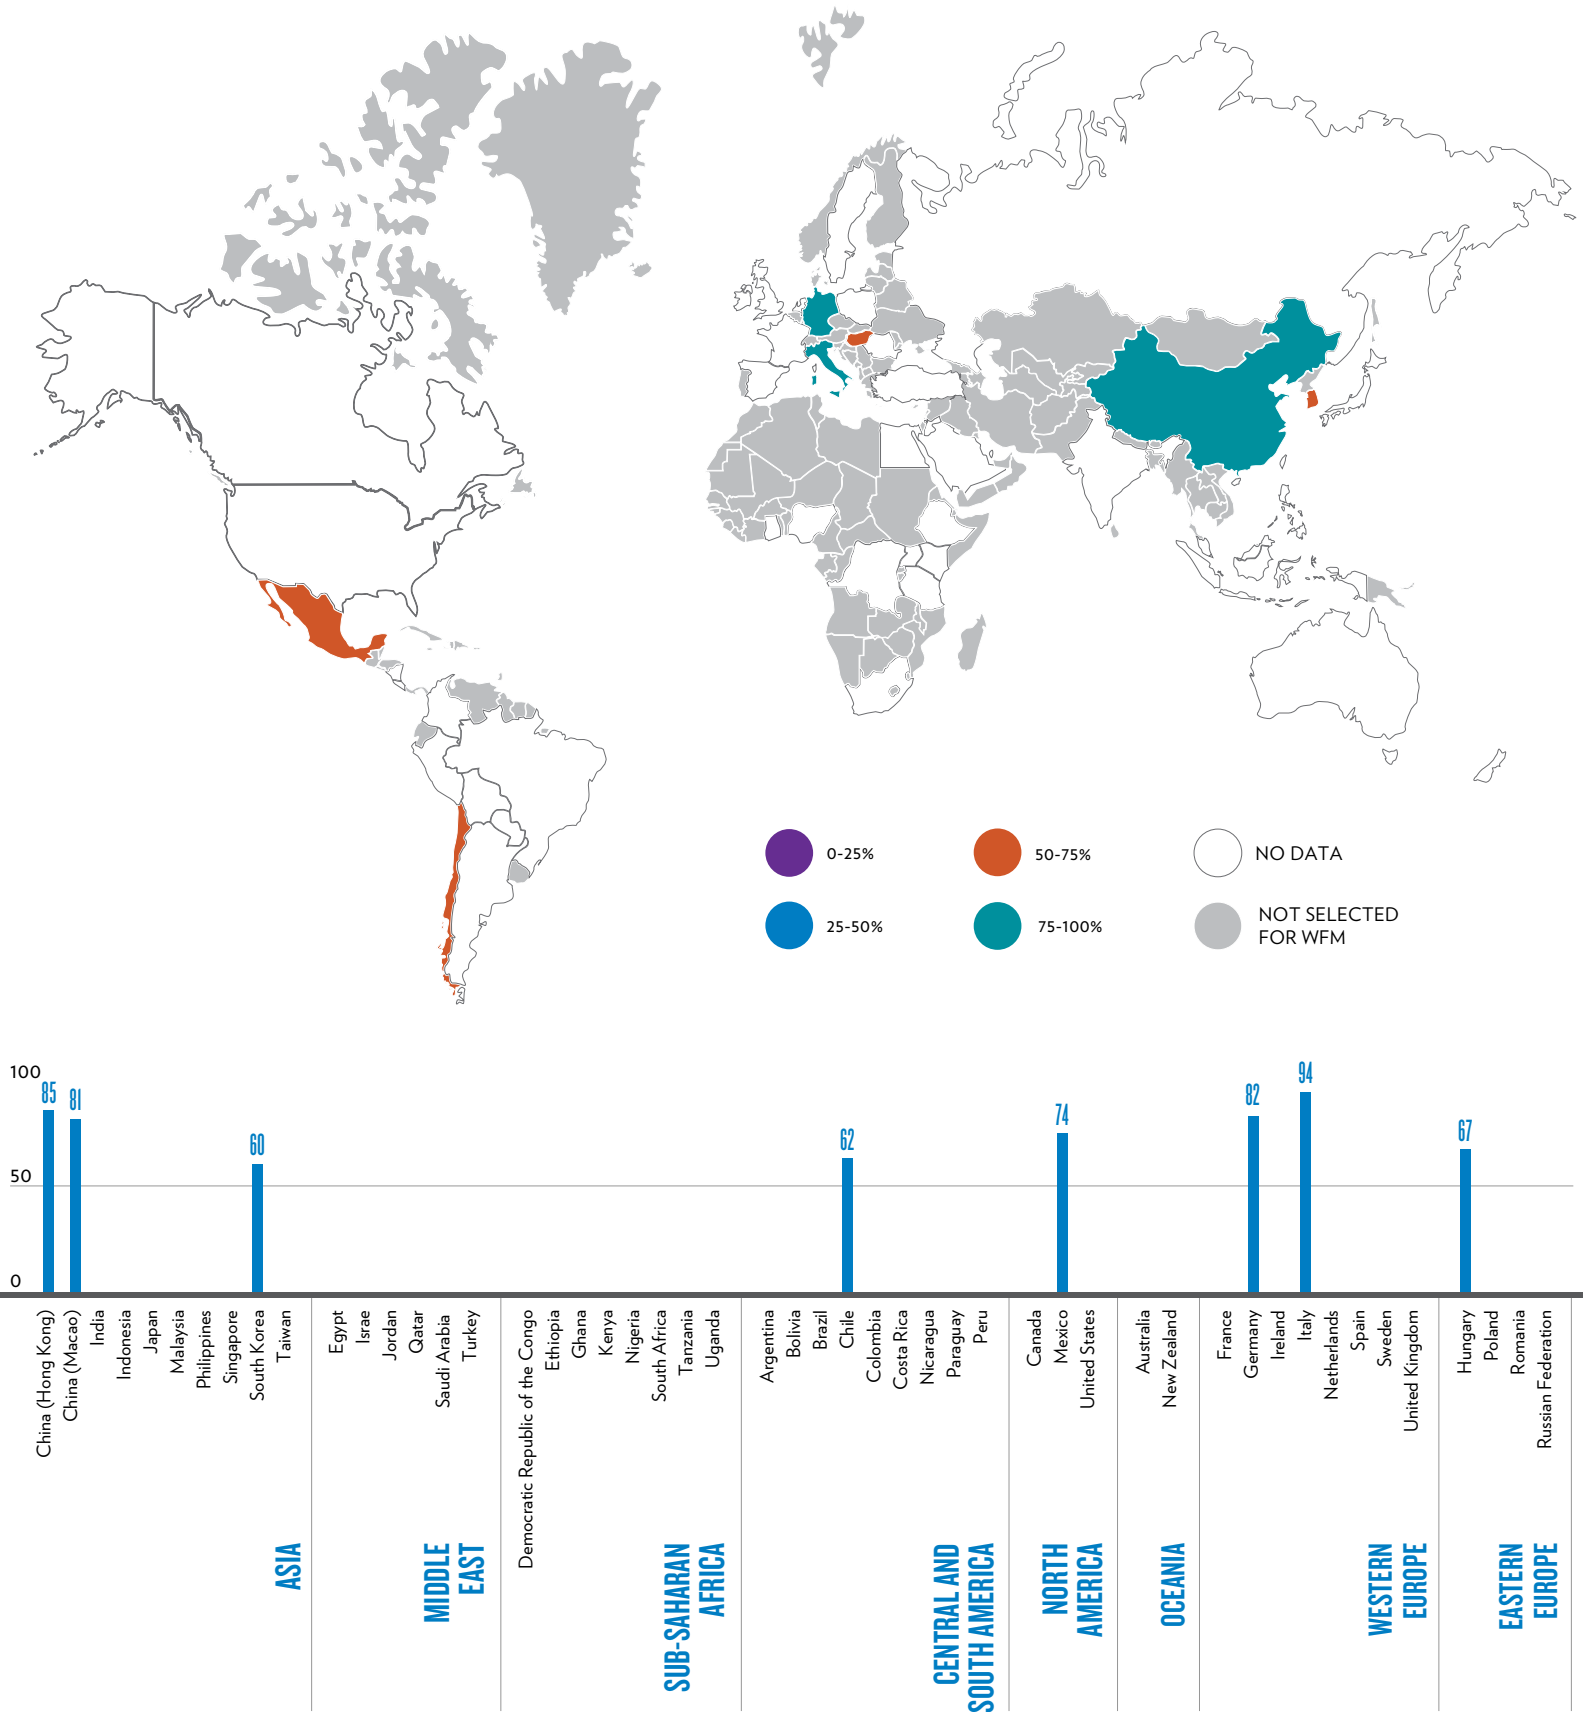 0-25%
50-75%
NO DATA
25-50%
75-100%
NOT SELECTED
FOR WFM
100
50
0
85
81
60
62
74
82
94
67
China (Hong Kong)
China (Macao)
India
Indonesia
Japan
Malaysia
Philippines
Singapore
South Korea
Taiwan
Egypt
Israe
Jordan
Qatar
Saudi Arabia
Turkey
Democratic Republic of the Congo
Ethiopia
Ghana
Kenya
Nigeria
South Africa
Tanzania
Uganda
Argentina
Bolivia
Brazil
Chile
Colombia
Costa Rica
Nicaragua
Paraguay
Peru
Canada
Mexico
United States
Australia
New Zealand
France
Germany
Ireland
Italy
Netherlands
Spain
Sweden
United Kingdom
Hungary
Poland
Romania
Russian Federation
ASIA
MIDDLE
EAST
SUB-SAHARAN
AFRICA
CENTRAL AND
SOUTH AMERICA
NORTH
AMERICA
OCEANIA
WESTERN
EUROPE
EASTERN
EUROPE